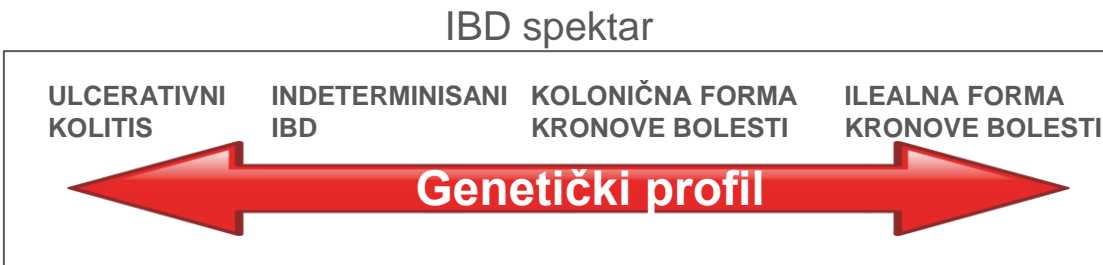 IBD spektar
ULCERATIVNI KOLITIS
INDETERMINISANI IBD
KOLONIČNA FORMA KRONOVE BOLESTI
ILEALNA FORMA KRONOVE BOLESTI
Genetički profil